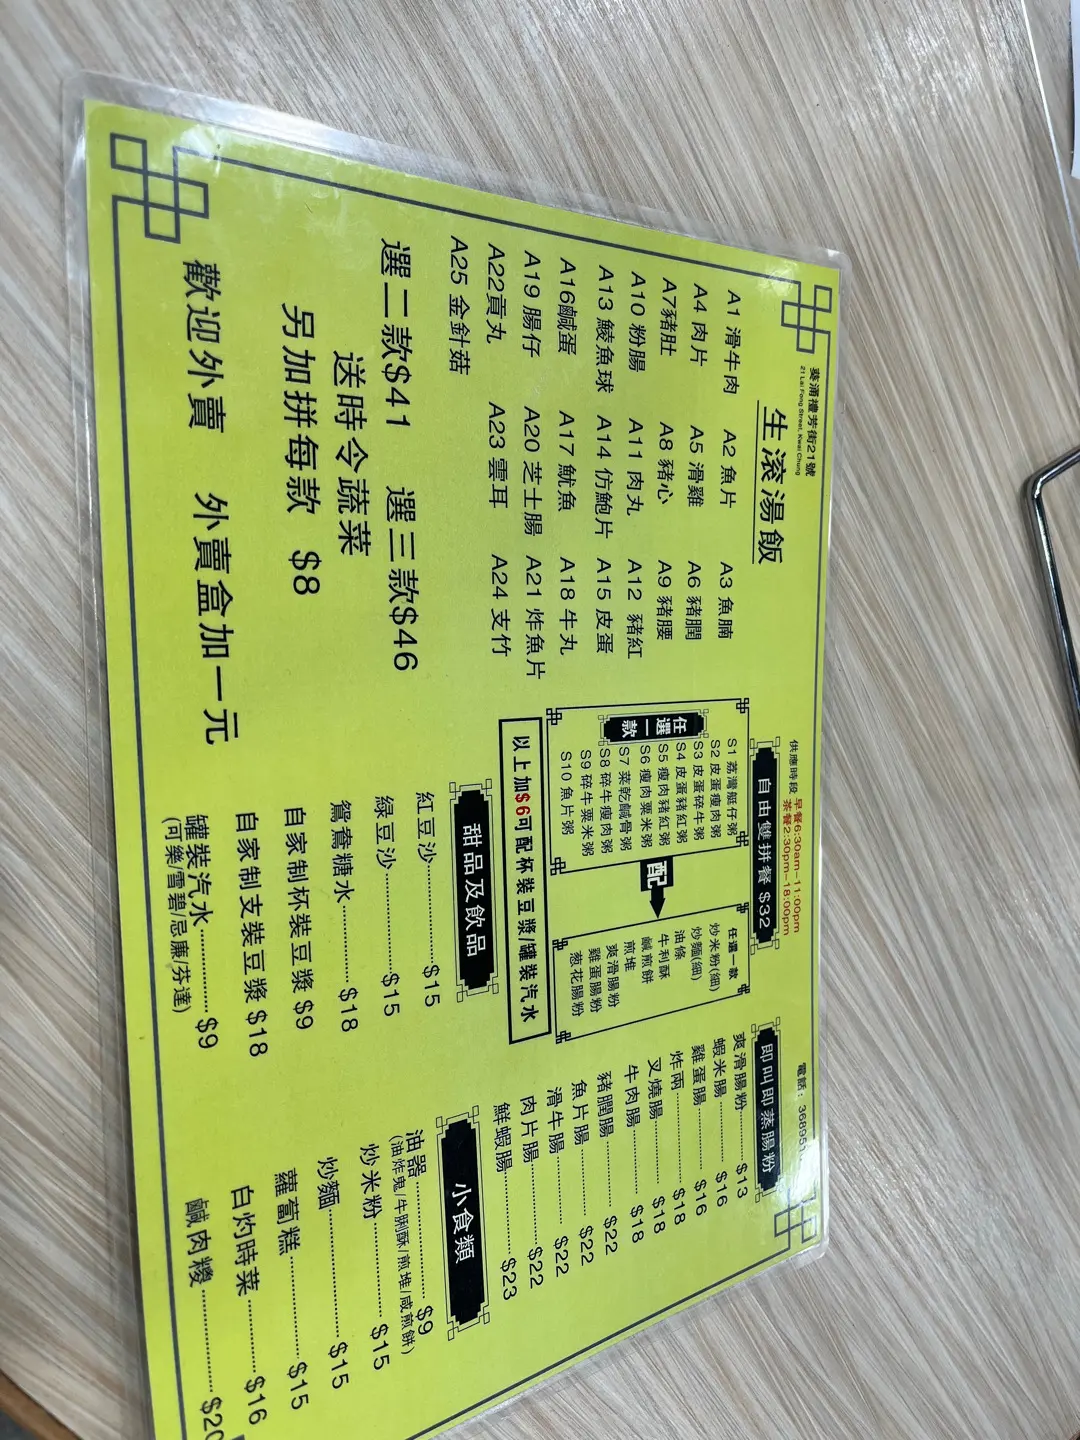 葵涌禮芳街21號
21 Lai Fong Street, Kwai Chung
生滾湯飯
A1 滑牛肉 A2 魚片 A3 魚腩
A4 肉片 A5 滑雞 A6 豬膶
A7豬肚 A8 豬心 A9 豬腰
A10 粉腸 A11 肉丸 A12 豬紅
A13 鯪魚球 A14 仿鮑片 A15 皮蛋
A16鹹蛋 A17 魷魚 A18 牛丸
A19 腸仔 A20 芝士腸 A21 炸魚片
A22貢丸 A23 雲耳 A24 支竹
A25 金針菇
選二款$41 選三款$46
送時令蔬菜
另加拼每款 $8
歡迎外賣 外賣盒加一元
供應時段 早餐6:30am~11:00pm
茶餐2:30pm~18:00pm
自由雙拼餐 $32
任選一款
S1 荔灣艇仔粥
S2 皮蛋瘦肉粥
S3 皮蛋碎牛粥
S4 皮蛋豬紅粥
S5 瘦肉豬紅粥
S6 瘦肉粟米粥
S7 菜乾鹹骨粥
S8 碎牛瘦肉粥
S9 碎牛粟米粥
S10 魚片粥
配
任選一款
炒米粉(細)
炒麵(細)
油條
牛利酥
鹹煎餅
煎堆
爽滑腸粉
雞蛋腸粉
葱花腸粉
以上加$6可配杯裝豆漿/罐裝汽水
甜品及飲品
紅豆沙............$15
綠豆沙............$15
鴛鴦糖水.........$18
自家制杯裝豆漿 $9
自家制支裝豆漿 $18
罐裝汽水............$9
(可樂/雪碧/忌廉/芬達)
電話: 36895
即叫即蒸腸粉
爽滑腸粉............$13
蝦米腸............$16
雞蛋腸............$16
炸兩............$18
叉燒腸............$18
牛肉腸............$18
豬膶腸............$22
魚片腸............$22
滑牛腸............$22
肉片腸............$22
鮮蝦腸............$23
小食類
油器............$9
(油炸鬼/牛脷酥/煎堆/咸煎餅)
炒米粉............$15
炒麵............$15
蘿蔔糕............$15
白灼時菜............$16
鹹肉糉............$20